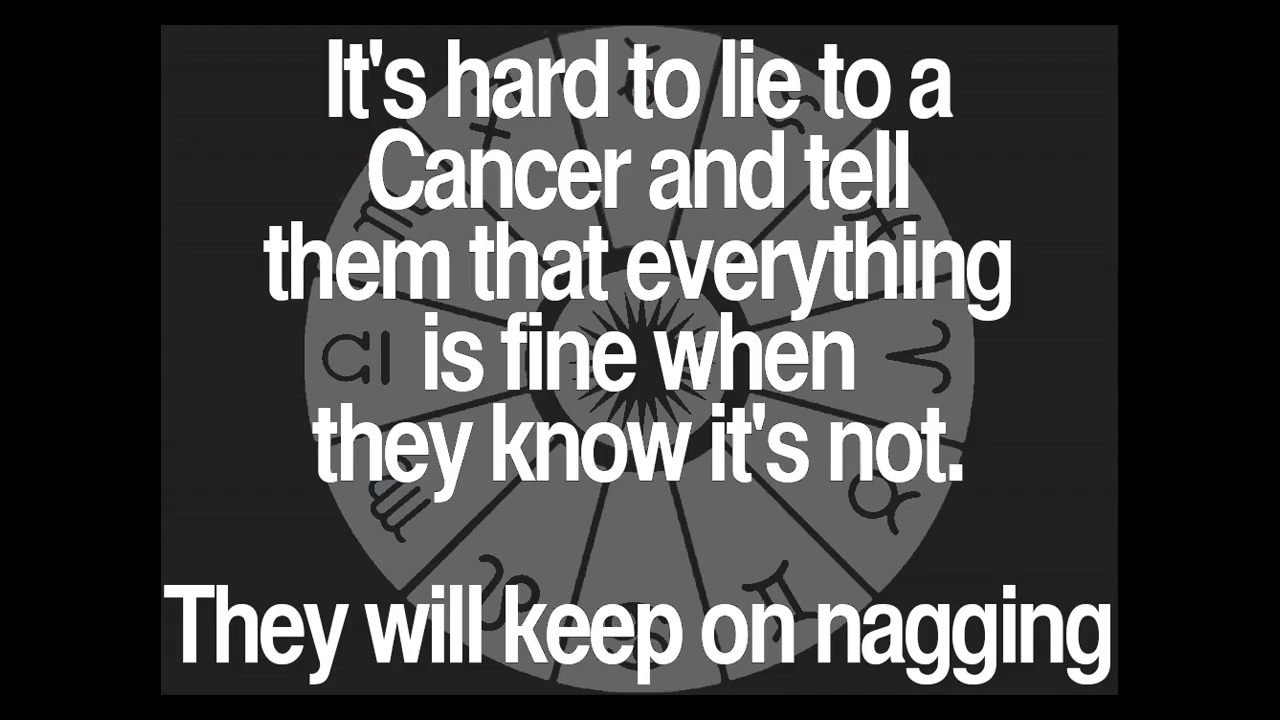 It's hard to lie to a
Cancer and tell
them that everything
is fine when
they know it's not.
They will keep on nagging